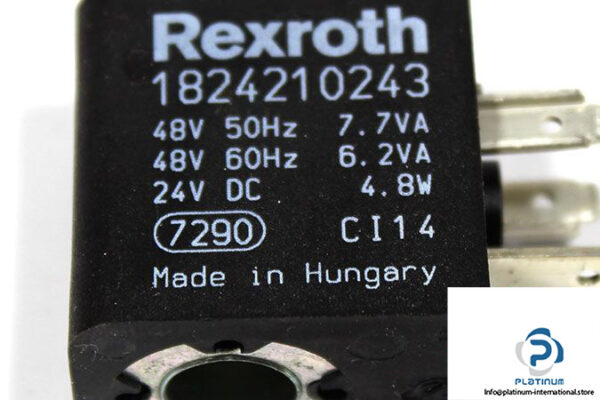 Rexroth
1824210243
48V 50Hz 7.7VA
48V 60Hz 6.2VA
24V DC 4.8W
7290 CI14
Made in Hungary
PLATINUM
INTERNATIONAL
Info@platinum-international.store